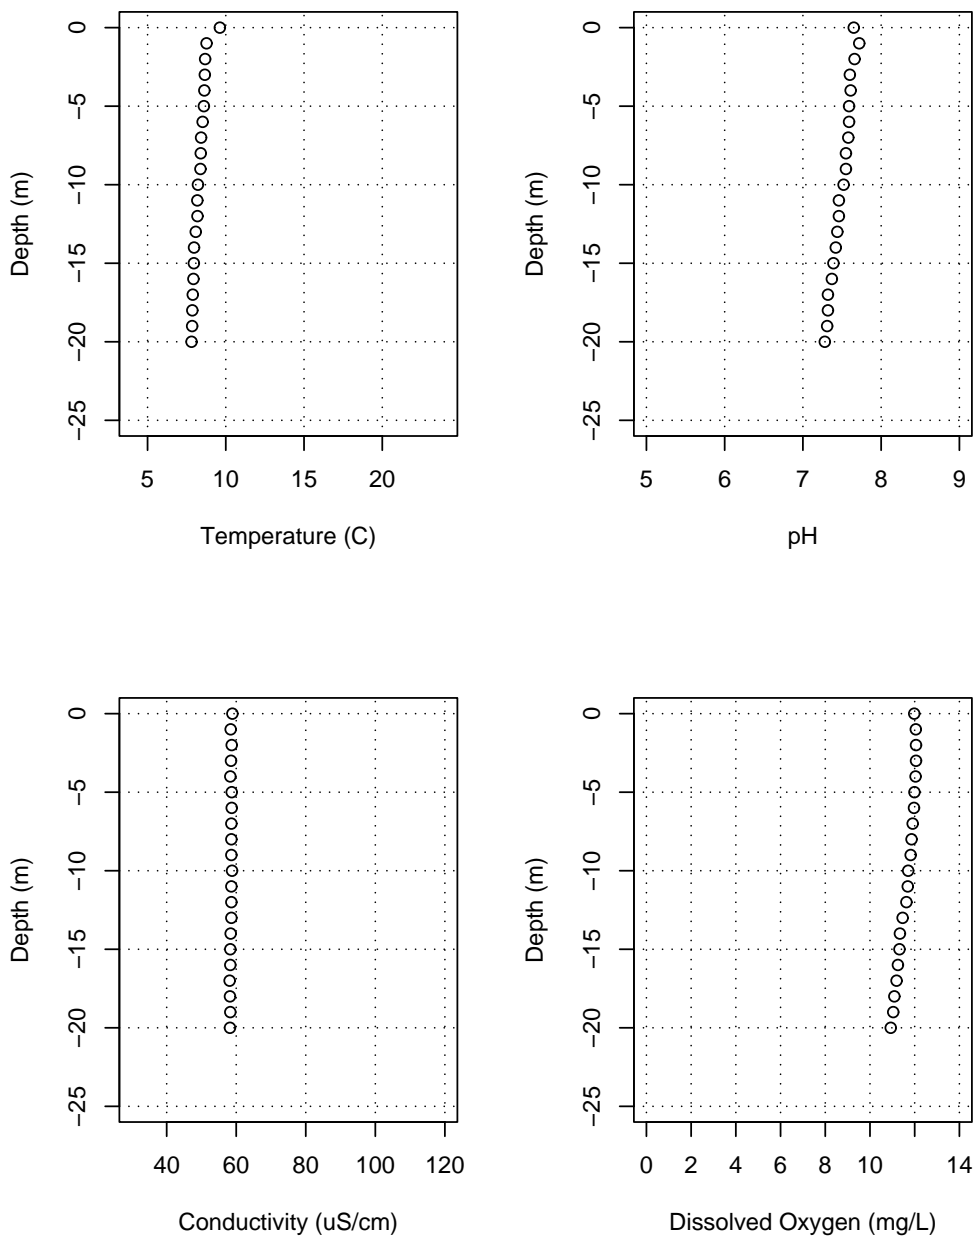 0
−5
−10
−15
−20
−25
Depth (m)
5 10 15 20
Temperature (C)
0
−5
−10
−15
−20
−25
Depth (m)
5 6 7 8 9
pH
0
−5
−10
−15
−20
−25
Depth (m)
40 60 80 100 120
Conductivity (uS/cm)
0
−5
−10
−15
−20
−25
Depth (m)
0 2 4 6 8 10 14
Dissolved Oxygen (mg/L)